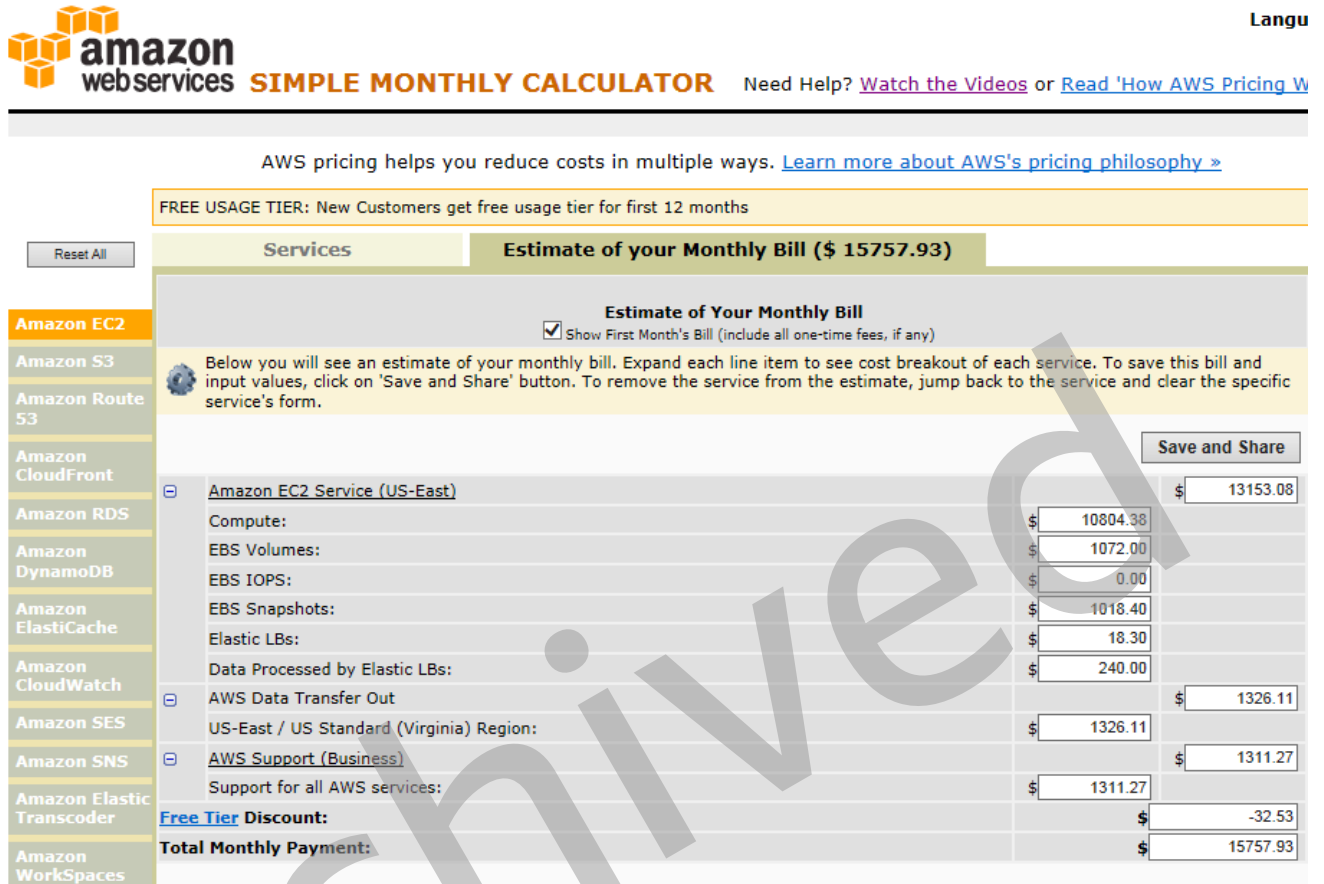 amazon
webservices SIMPLE MONTHLY CALCULATOR Need Help? Watch the Videos or Read 'How AWS Pricing W
Langu
AWS pricing helps you reduce costs in multiple ways. Learn more about AWS's pricing philosophy »
FREE USAGE TIER: New Customers get free usage tier for first 12 months
Reset All
Services
Estimate of your Monthly Bill ($ 15757.93)
Amazon EC2
Amazon S3
Amazon Route
53
Amazon
CloudFront
Amazon RDS
Amazon
DynamoDB
Amazon
ElastiCache
Amazon
CloudWatch
Amazon SES
Amazon SNS
Amazon Elastic
Transcoder
Amazon
WorkSpaces
Estimate of Your Monthly Bill
Show First Month's Bill (include all one-time fees, if any)
Below you will see an estimate of your monthly bill. Expand each line item to see cost breakout of each service. To save this bill and
input values, click on 'Save and Share' button. To remove the service from the estimate, jump back to the service and clear the specific
service's form.
Save and Share
Amazon EC2 Service (US-East) $ 13153.08
Compute: $ 10804.38
EBS Volumes: $ 1072.00
EBS IOPS: $ 0.00
EBS Snapshots: $ 1018.40
Elastic LBs: $ 18.30
Data Processed by Elastic LBs: $ 240.00
AWS Data Transfer Out $ 1326.11
US-East / US Standard (Virginia) Region: $ 1326.11
AWS Support (Business) $ 1311.27
Support for all AWS services: $ 1311.27
Free Tier Discount: $ -32.53
Total Monthly Payment: $ 15757.93
hived